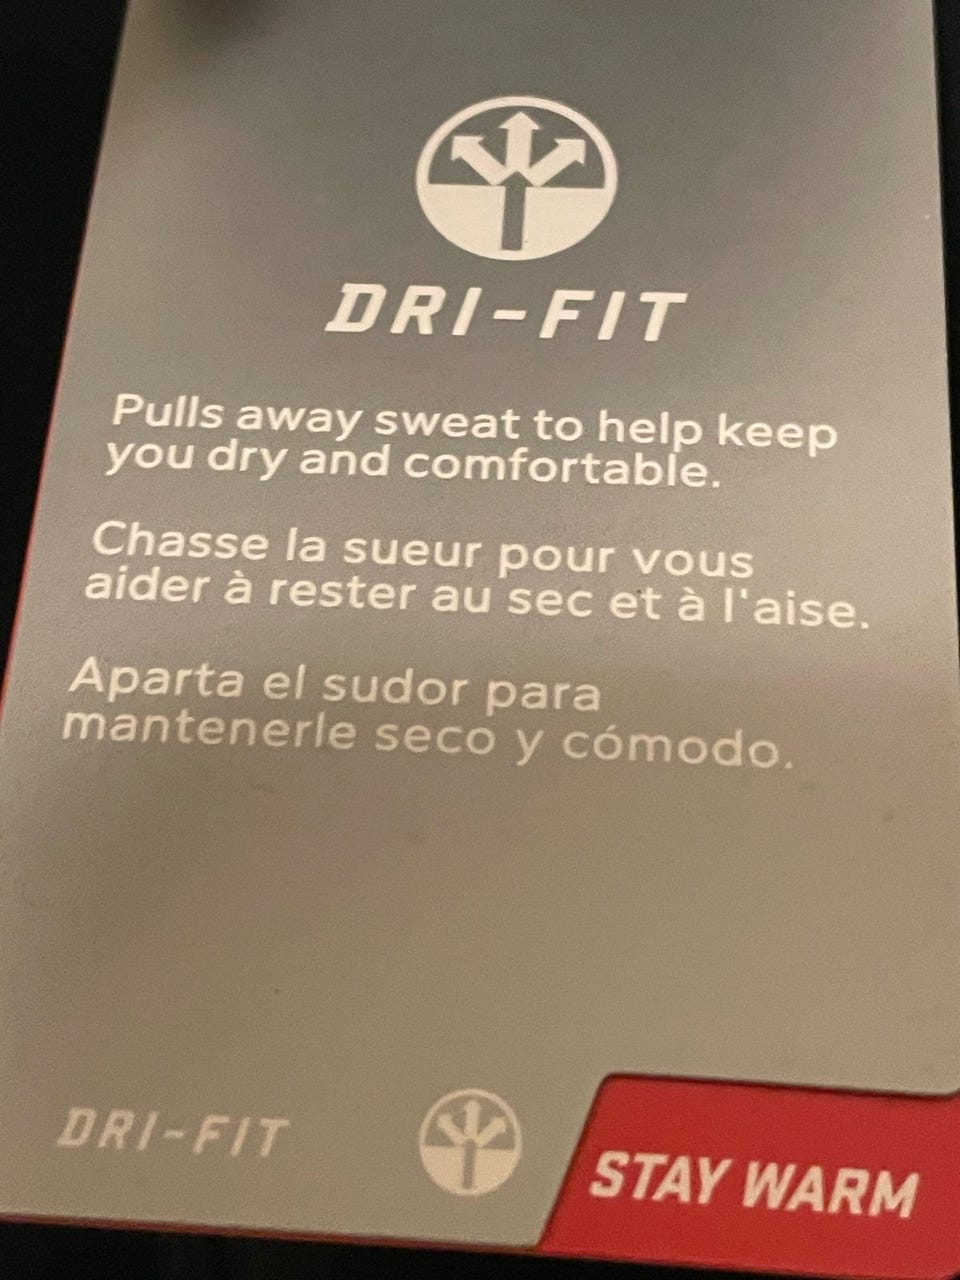 DRI-FIT
Pulls away sweat to help keep
you dry and comfortable.
Chasse la sueur pour vous
aider à rester au sec et à l'aise.
Aparta el sudor para
mantenerle seco y cómodo.
DRI-FIT
STAY WARM